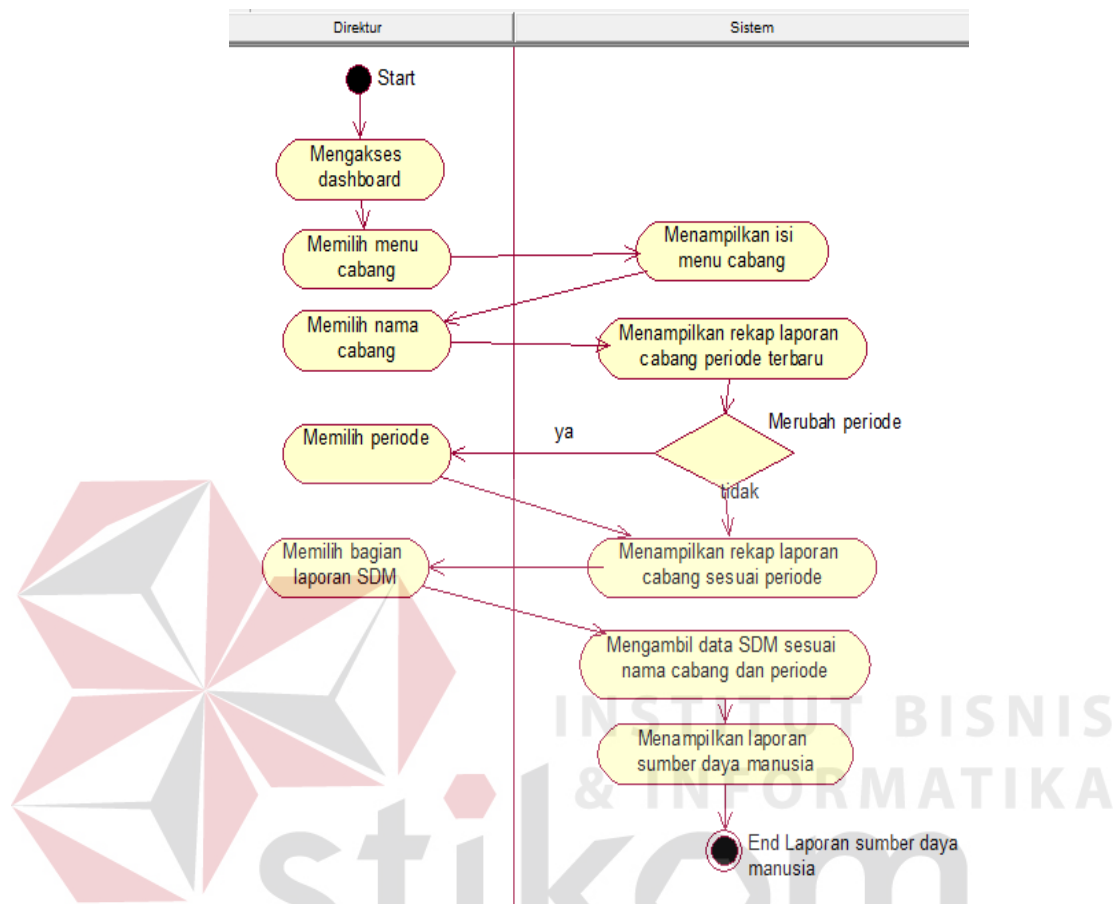 Direktur
Sistem
Start
Mengakses
dashboard
Memilih menu
cabang
Menampilkan isi
menu cabang
Memilih nama
cabang
Menampilkan rekap laporan
cabang periode terbaru
Merubah periode
ya
Memilih periode
tidak
Memilih bagian
laporan SDM
Menampilkan rekap laporan
cabang sesuai periode
Mengambil data SDM sesuai
nama cabang dan periode
Menampilkan laporan
sumber daya manusia
End Laporan sumber daya
manusia
INSTITUT BISNIS
& INFORMATIKA
stikom